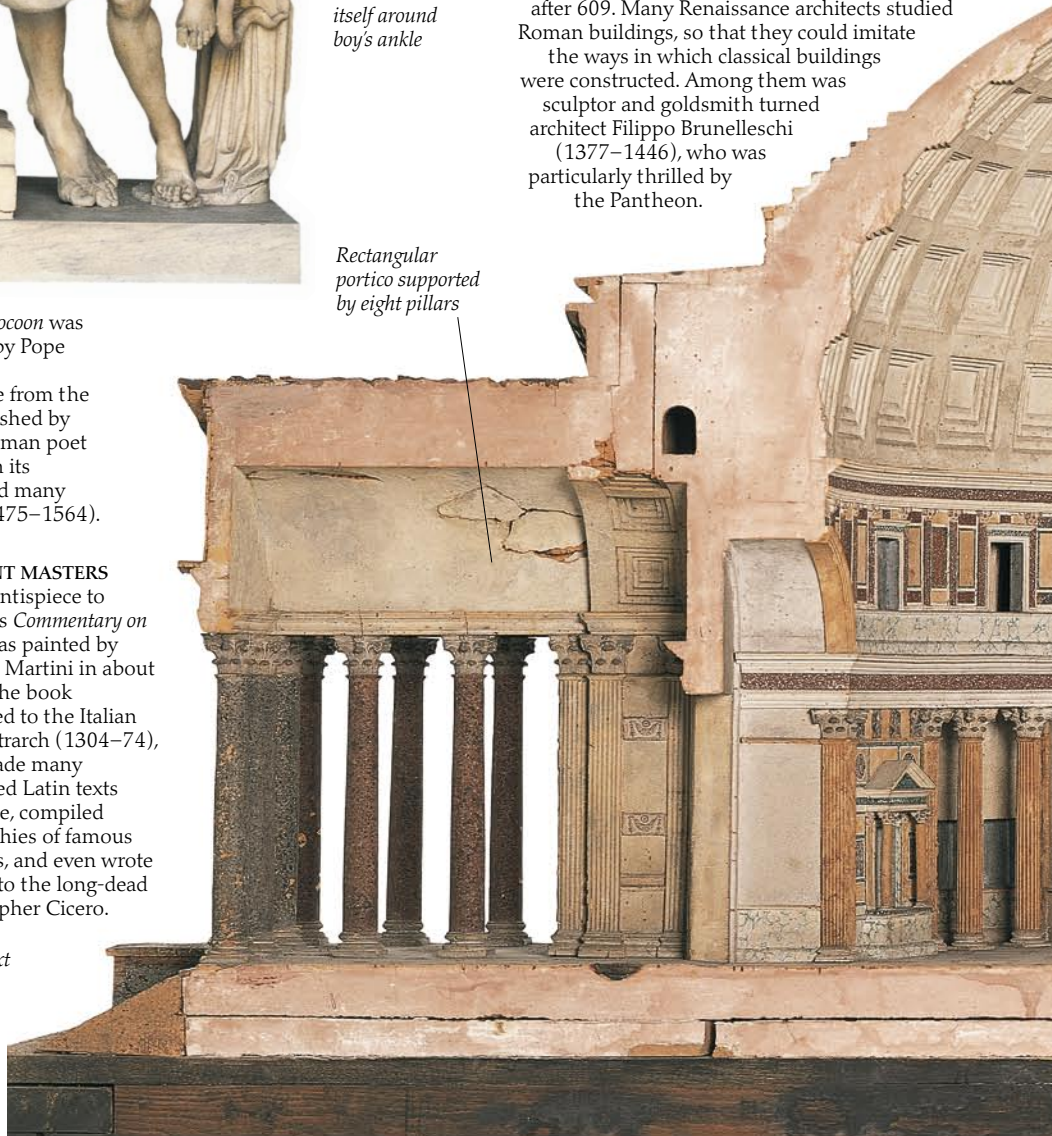 itself around
boy's ankle
after 609. Many Renaissance architects studied
Roman buildings, so that they could imitate
the ways in which classical buildings
were constructed. Among them was
sculptor and goldsmith turned
architect Filippo Brunelleschi
(1377–1446), who was
particularly thrilled by
the Pantheon.
Rectangular
portico supported
by eight pillars
ocoon was
by Pope
e from the
shed by
man poet
n its
d many
475–1564).
NT MASTERS
ntispiece to
s Commentary on
as painted by
Martini in about
he book
ed to the Italian
trarch (1304–74),
ade many
ed Latin texts
e, compiled
hies of famous
s, and even wrote
to the long-dead
pher Cicero.
ct